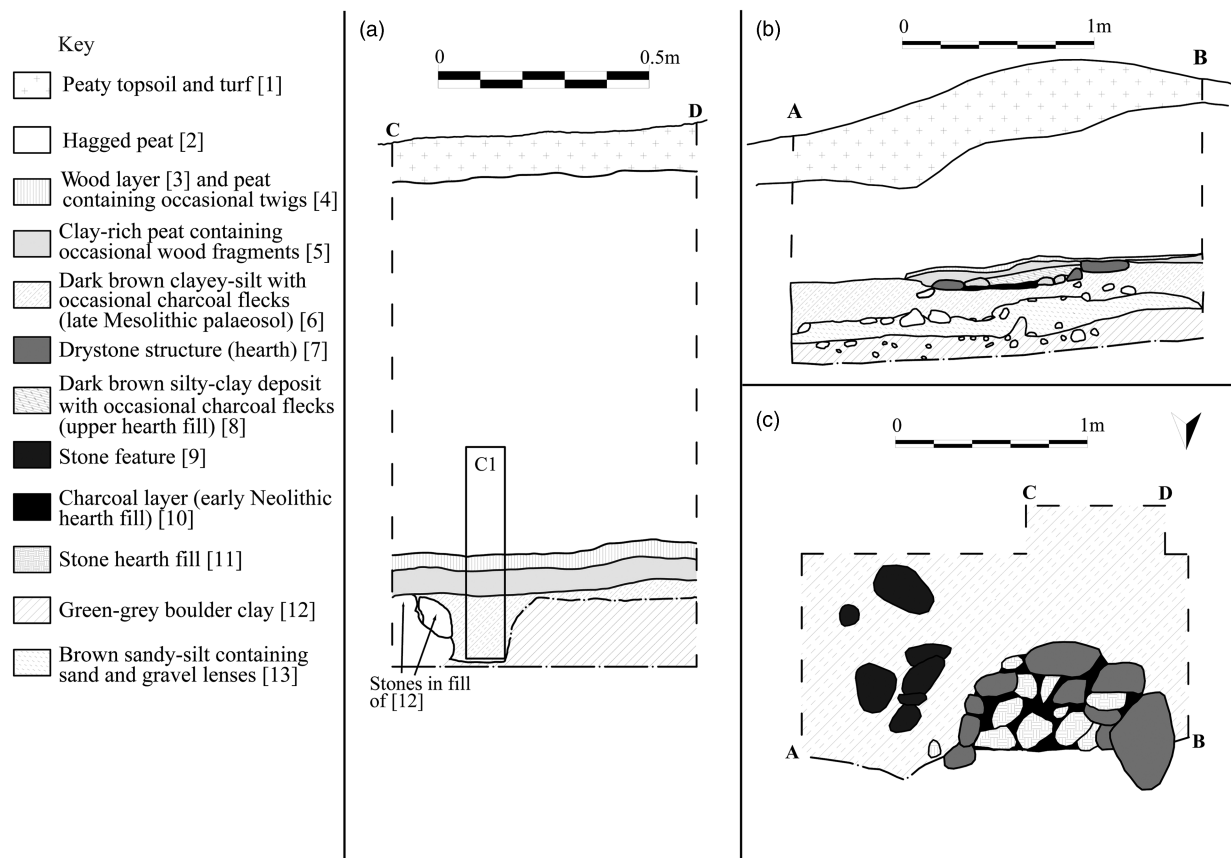 Key
Peaty topsoil and turf [1]
Hagged peat [2]
Wood layer [3] and peat
containing occasional twigs [4]
Clay-rich peat containing
occasional wood fragments [5]
Dark brown clayey-silt with
occasional charcoal flecks
(late Mesolithic palaeosol) [6]
Drystone structure (hearth) [7]
Dark brown silty-clay deposit
with occasional charcoal flecks
(upper hearth fill) [8]
Stone feature [9]
Charcoal layer (early Neolithic
hearth fill) [10]
Stone hearth fill [11]
Green-grey boulder clay [12]
Brown sandy-silt containing
sand and gravel lenses [13]
(a)
0 0.5m
C D
C1
Stones in fill
of [12]
(b)
0 1m
A B
(c)
0 1m
C D
A B